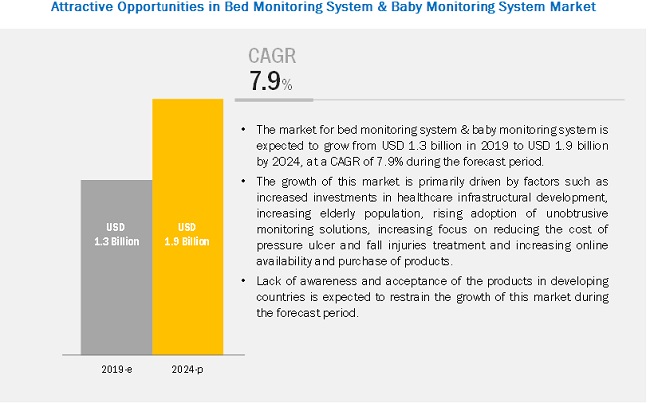 Attractive Opportunities in Bed Monitoring System & Baby Monitoring System Market
CAGR
7.9%
• The market for bed monitoring system & baby monitoring system is
expected to grow from USD 1.3 billion in 2019 to USD 1.9 billion
by 2024, at a CAGR of 7.9% during the forecast period.
• The growth of this market is primarily driven by factors such as
increased investments in healthcare infrastructural development,
increasing elderly population, rising adoption of unobtrusive
monitoring solutions, increasing focus on reducing the cost of
pressure ulcer and fall injuries treatment and increasing online
availability and purchase of products.
• Lack of awareness and acceptance of the products in developing
countries is expected to restrain the growth of this market during
the forecast period.
USD
1.3 Billion
USD
1.9 Billion
2019-e
2024-p